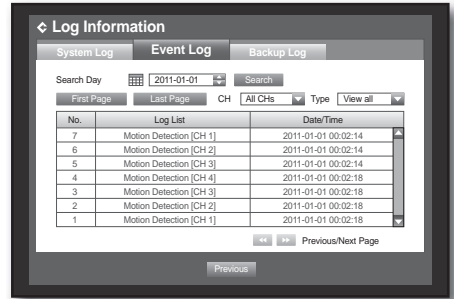 Log Information
System Log Event Log Backup Log
Search Day 2011-01-01 Search
First Page Last Page CH All CHs Type View all
No. Log List Date/Time
7 Motion Detection [CH 1] 2011-01-01 00:02:14
6 Motion Detection [CH 2] 2011-01-01 00:02:14
5 Motion Detection [CH 3] 2011-01-01 00:02:14
4 Motion Detection [CH 4] 2011-01-01 00:02:18
3 Motion Detection [CH 3] 2011-01-01 00:02:18
2 Motion Detection [CH 2] 2011-01-01 00:02:18
1 Motion Detection [CH 1] 2011-01-01 00:02:18
Previous/Next Page
Previous